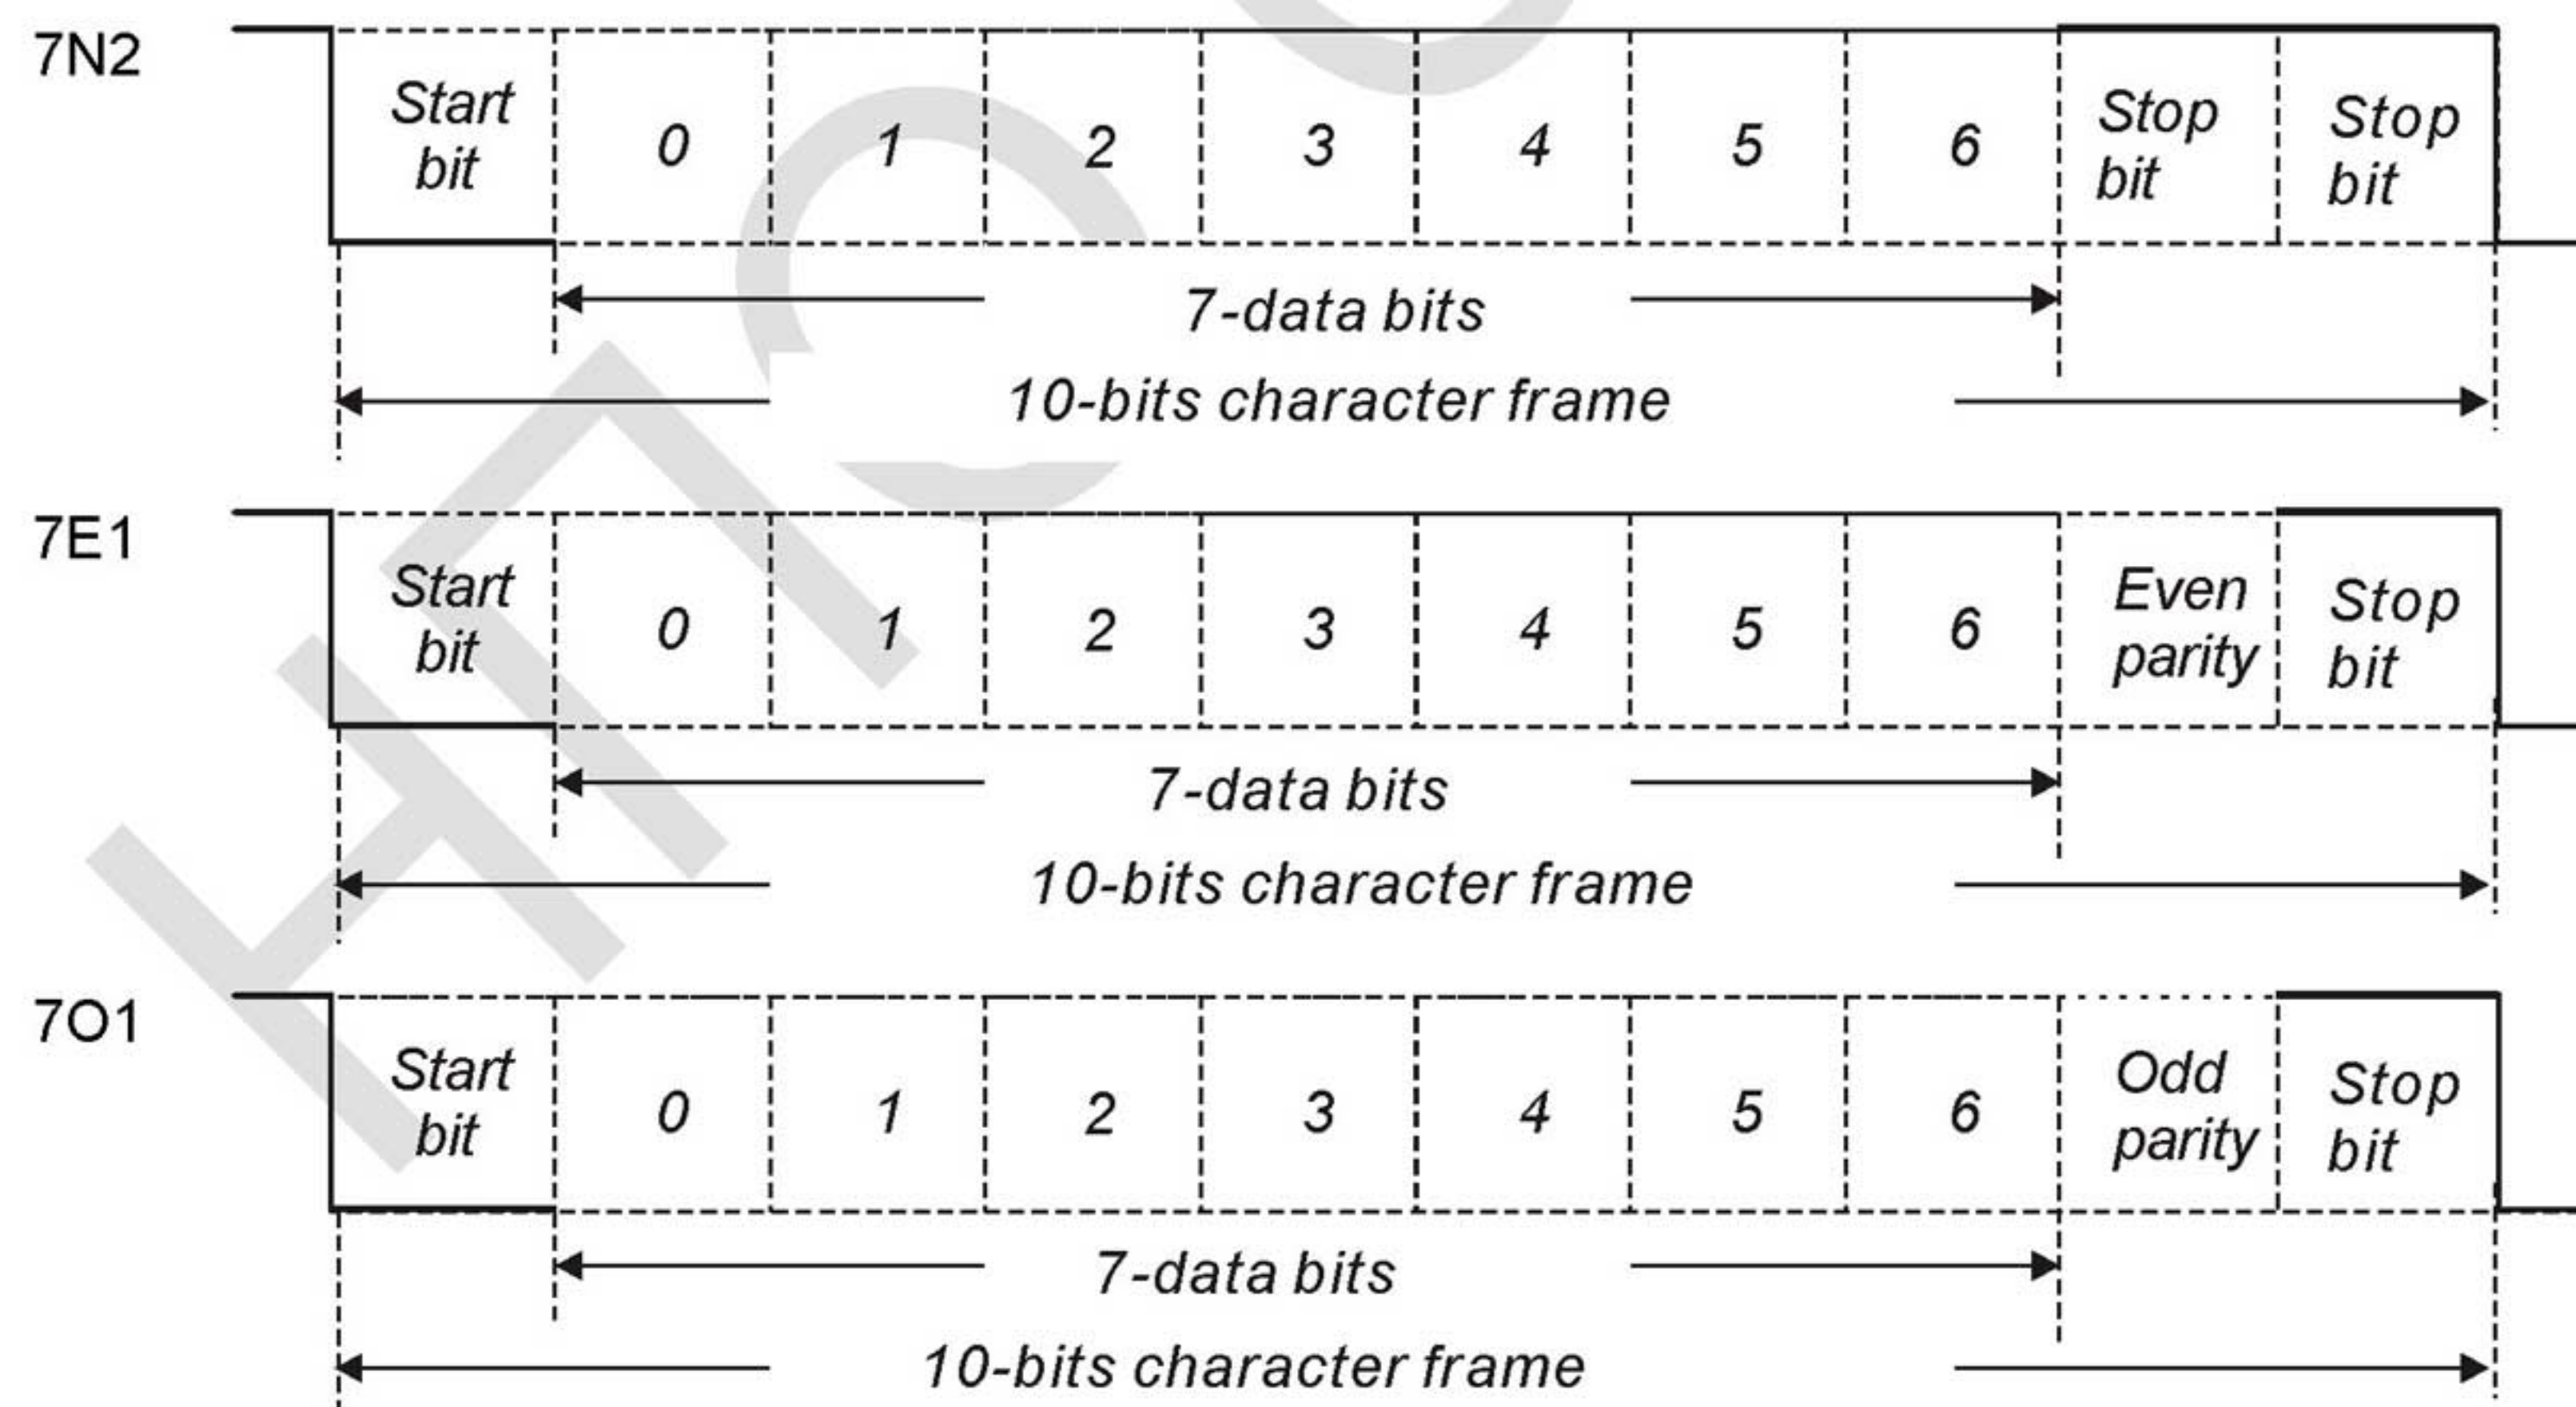 7N2
Start bit 0 1 2 3 4 5 6 Stop bit Stop bit
7-data bits
10-bits character frame
7E1
Start bit 0 1 2 3 4 5 6 Even parity Stop bit
7-data bits
10-bits character frame
7O1
Start bit 0 1 2 3 4 5 6 Odd parity Stop bit
7-data bits
10-bits character frame